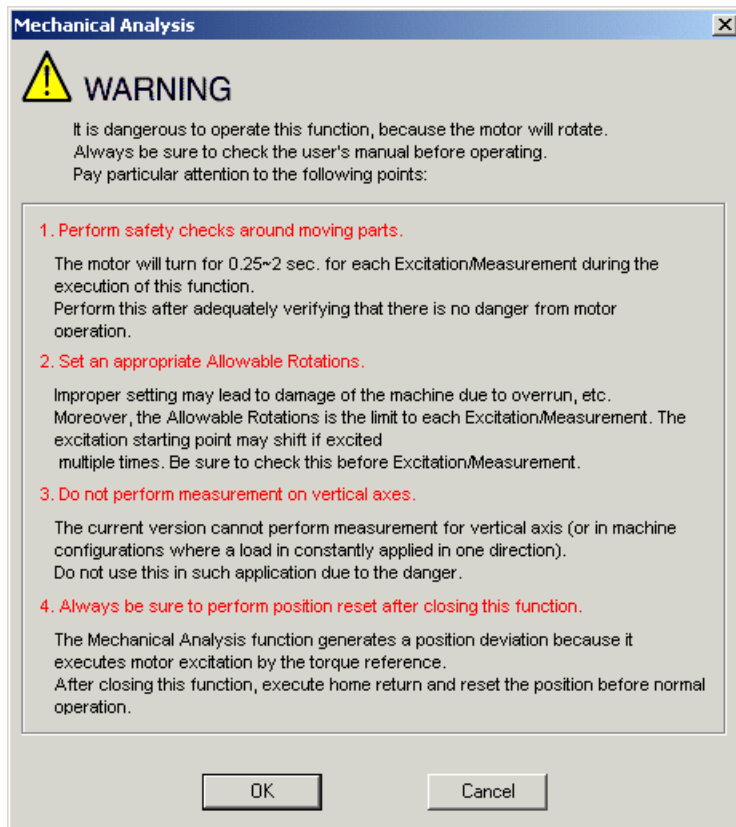 Mechanical Analysis
WARNING
It is dangerous to operate this function, because the motor will rotate.
Always be sure to check the user's manual before operating.
Pay particular attention to the following points:
1. Perform safety checks around moving parts.
The motor will turn for 0.25~2 sec. for each Excitation/Measurement during the
execution of this function.
Perform this after adequately verifying that there is no danger from motor
operation.
2. Set an appropriate Allowable Rotations.
Improper setting may lead to damage of the machine due to overrun, etc.
Moreover, the Allowable Rotations is the limit to each Excitation/Measurement. The
excitation starting point may shift if excited
multiple times. Be sure to check this before Excitation/Measurement.
3. Do not perform measurement on vertical axes.
The current version cannot perform measurement for vertical axis (or in machine
configurations where a load in constantly applied in one direction).
Do not use this in such application due to the danger.
4. Always be sure to perform position reset after closing this function.
The Mechanical Analysis function generates a position deviation because it
executes motor excitation by the torque reference.
After closing this function, execute home return and reset the position before normal
operation.
OK
Cancel